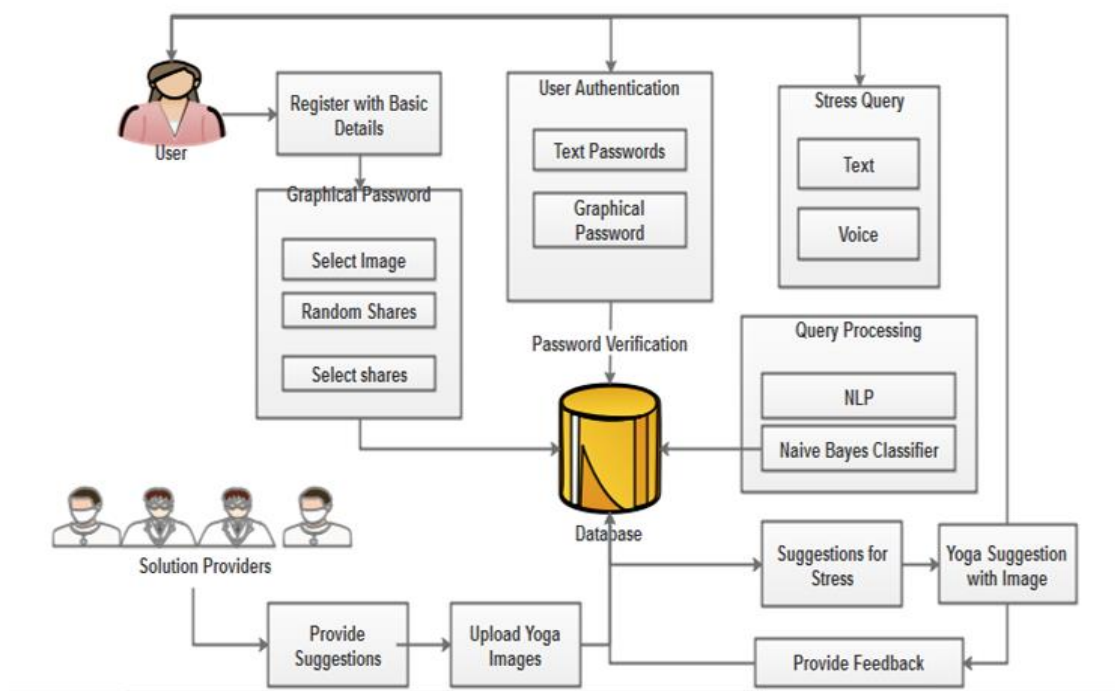 User
Register with Basic
Details
Graphical Password
Select Image
Random Shares
Select shares
User Authentication
Text Passwords
Graphical
Password
Password Verification
Stress Query
Text
Voice
Query Processing
NLP
Naive Bayes Classifier
Database
Solution Providers
Provide
Suggestions
Upload Yoga
Images
Suggestions for
Stress
Yoga Suggestion
with Image
Provide Feedback